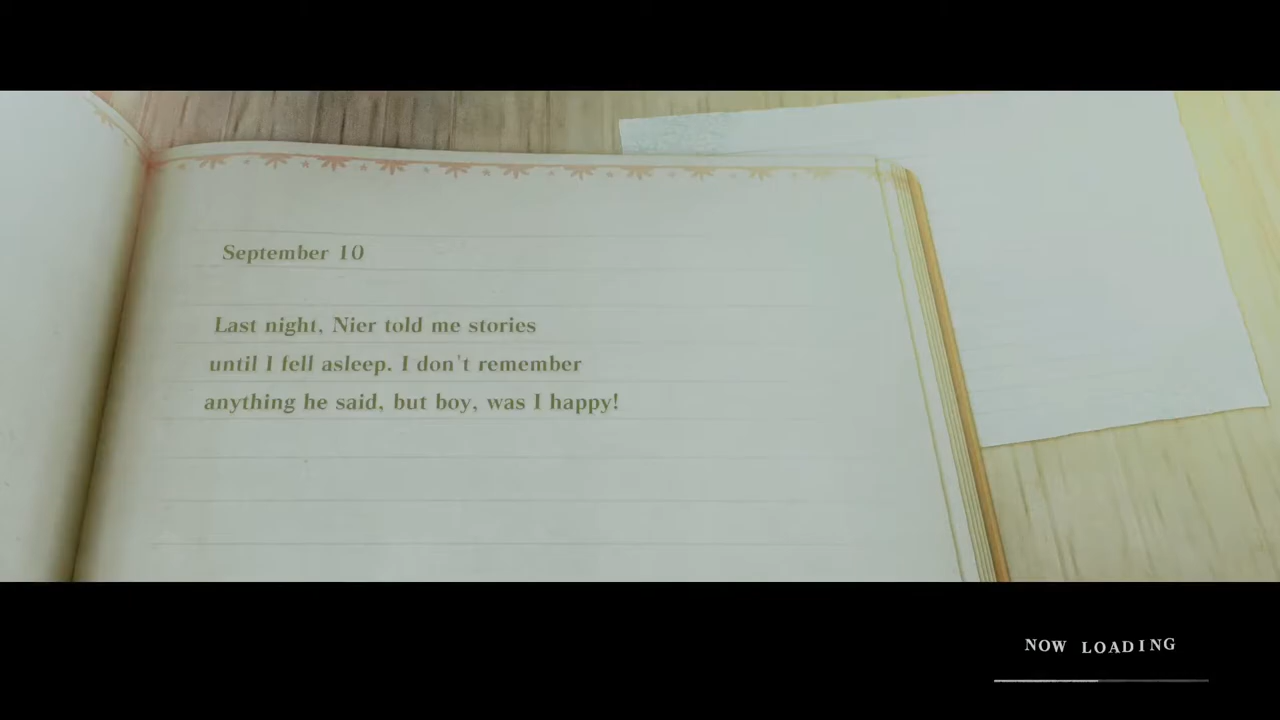 September 10
Last night, Nier told me stories
until I fell asleep. I don't remember
anything he said, but boy, was I happy!
NOW LOADING